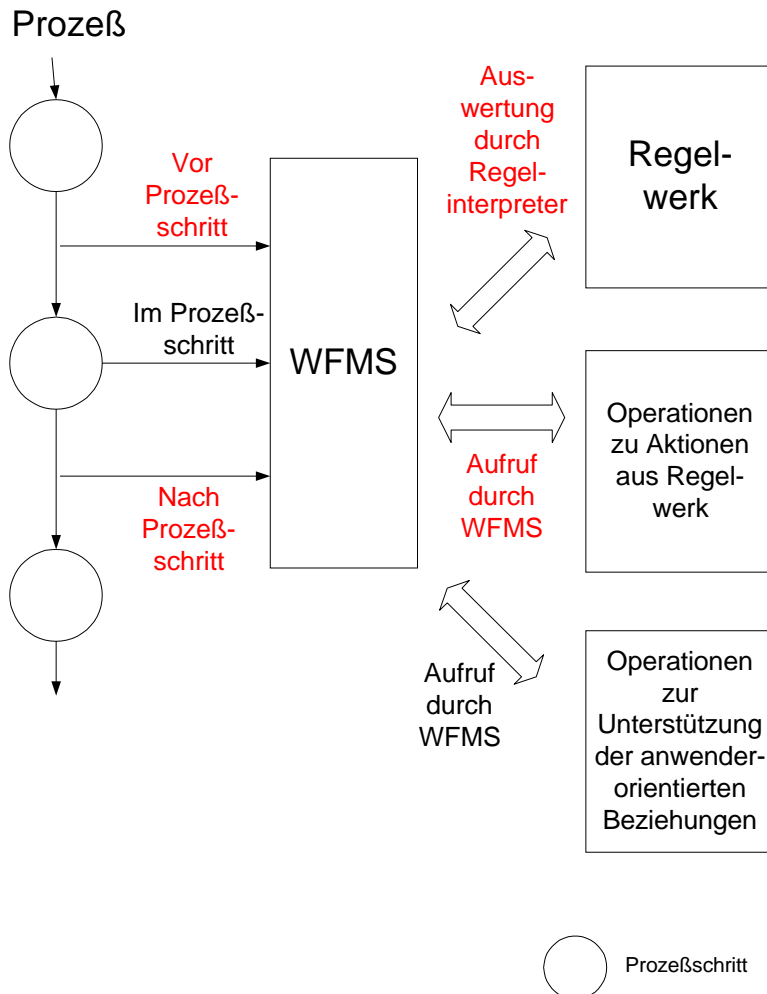 Prozeß
Vor
Prozeß-
schritt
Im Prozeß-
schritt
Nach
Prozeß-
schritt
WFMS
Aus-
wertung
durch
Regel-
interpreter
Aufruf
durch
WFMS
Aufruf
durch
WFMS
Regel-
werk
Operationen
zu Aktionen
aus Regel-
werk
Operationen
zur
Unterstützung
der anwender-
orientierten
Beziehungen
Prozeßschritt